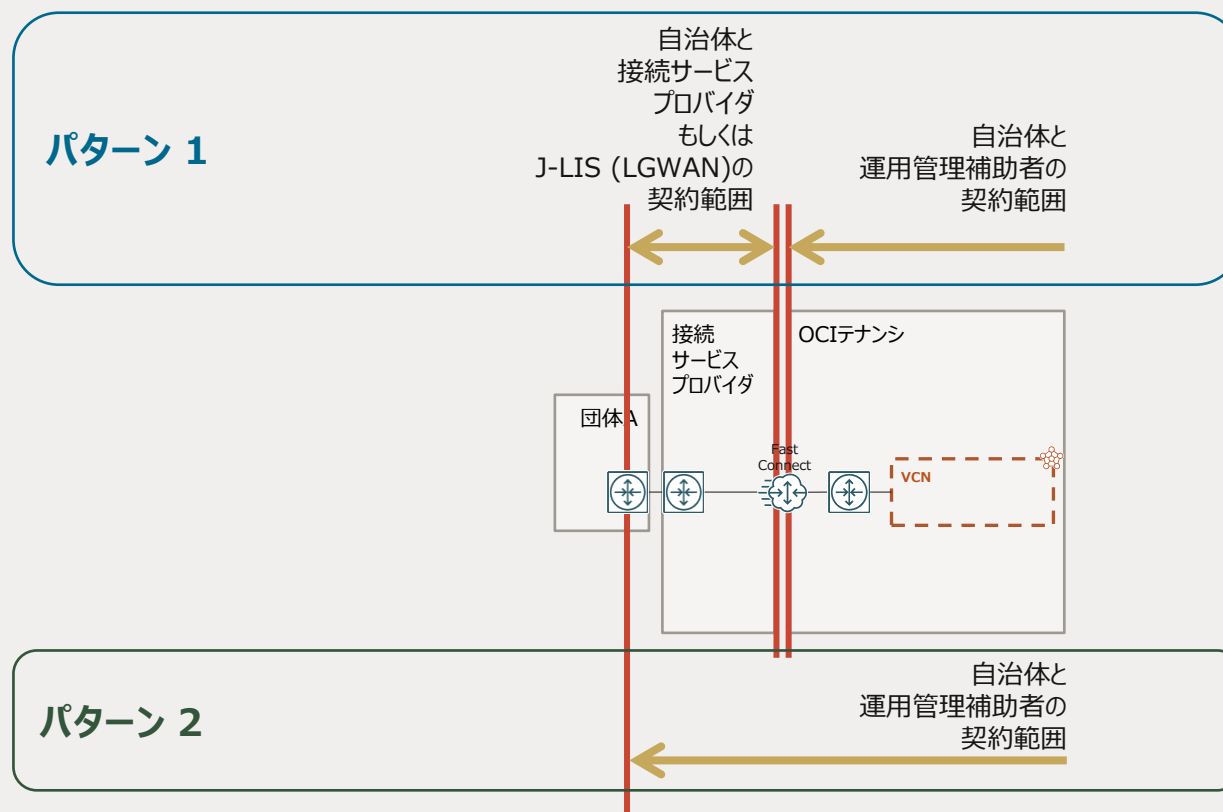 パターン 1
自治体と
接続サービス
プロバイダ
もしくは
J-LIS (LGWAN)の
契約範囲
自治体と
運用管理補助者の
契約範囲
接続
サービス
プロバイダ
OCIテナンシ
団体A
Fast
Connect
VCN
パターン 2
自治体と
運用管理補助者の
契約範囲